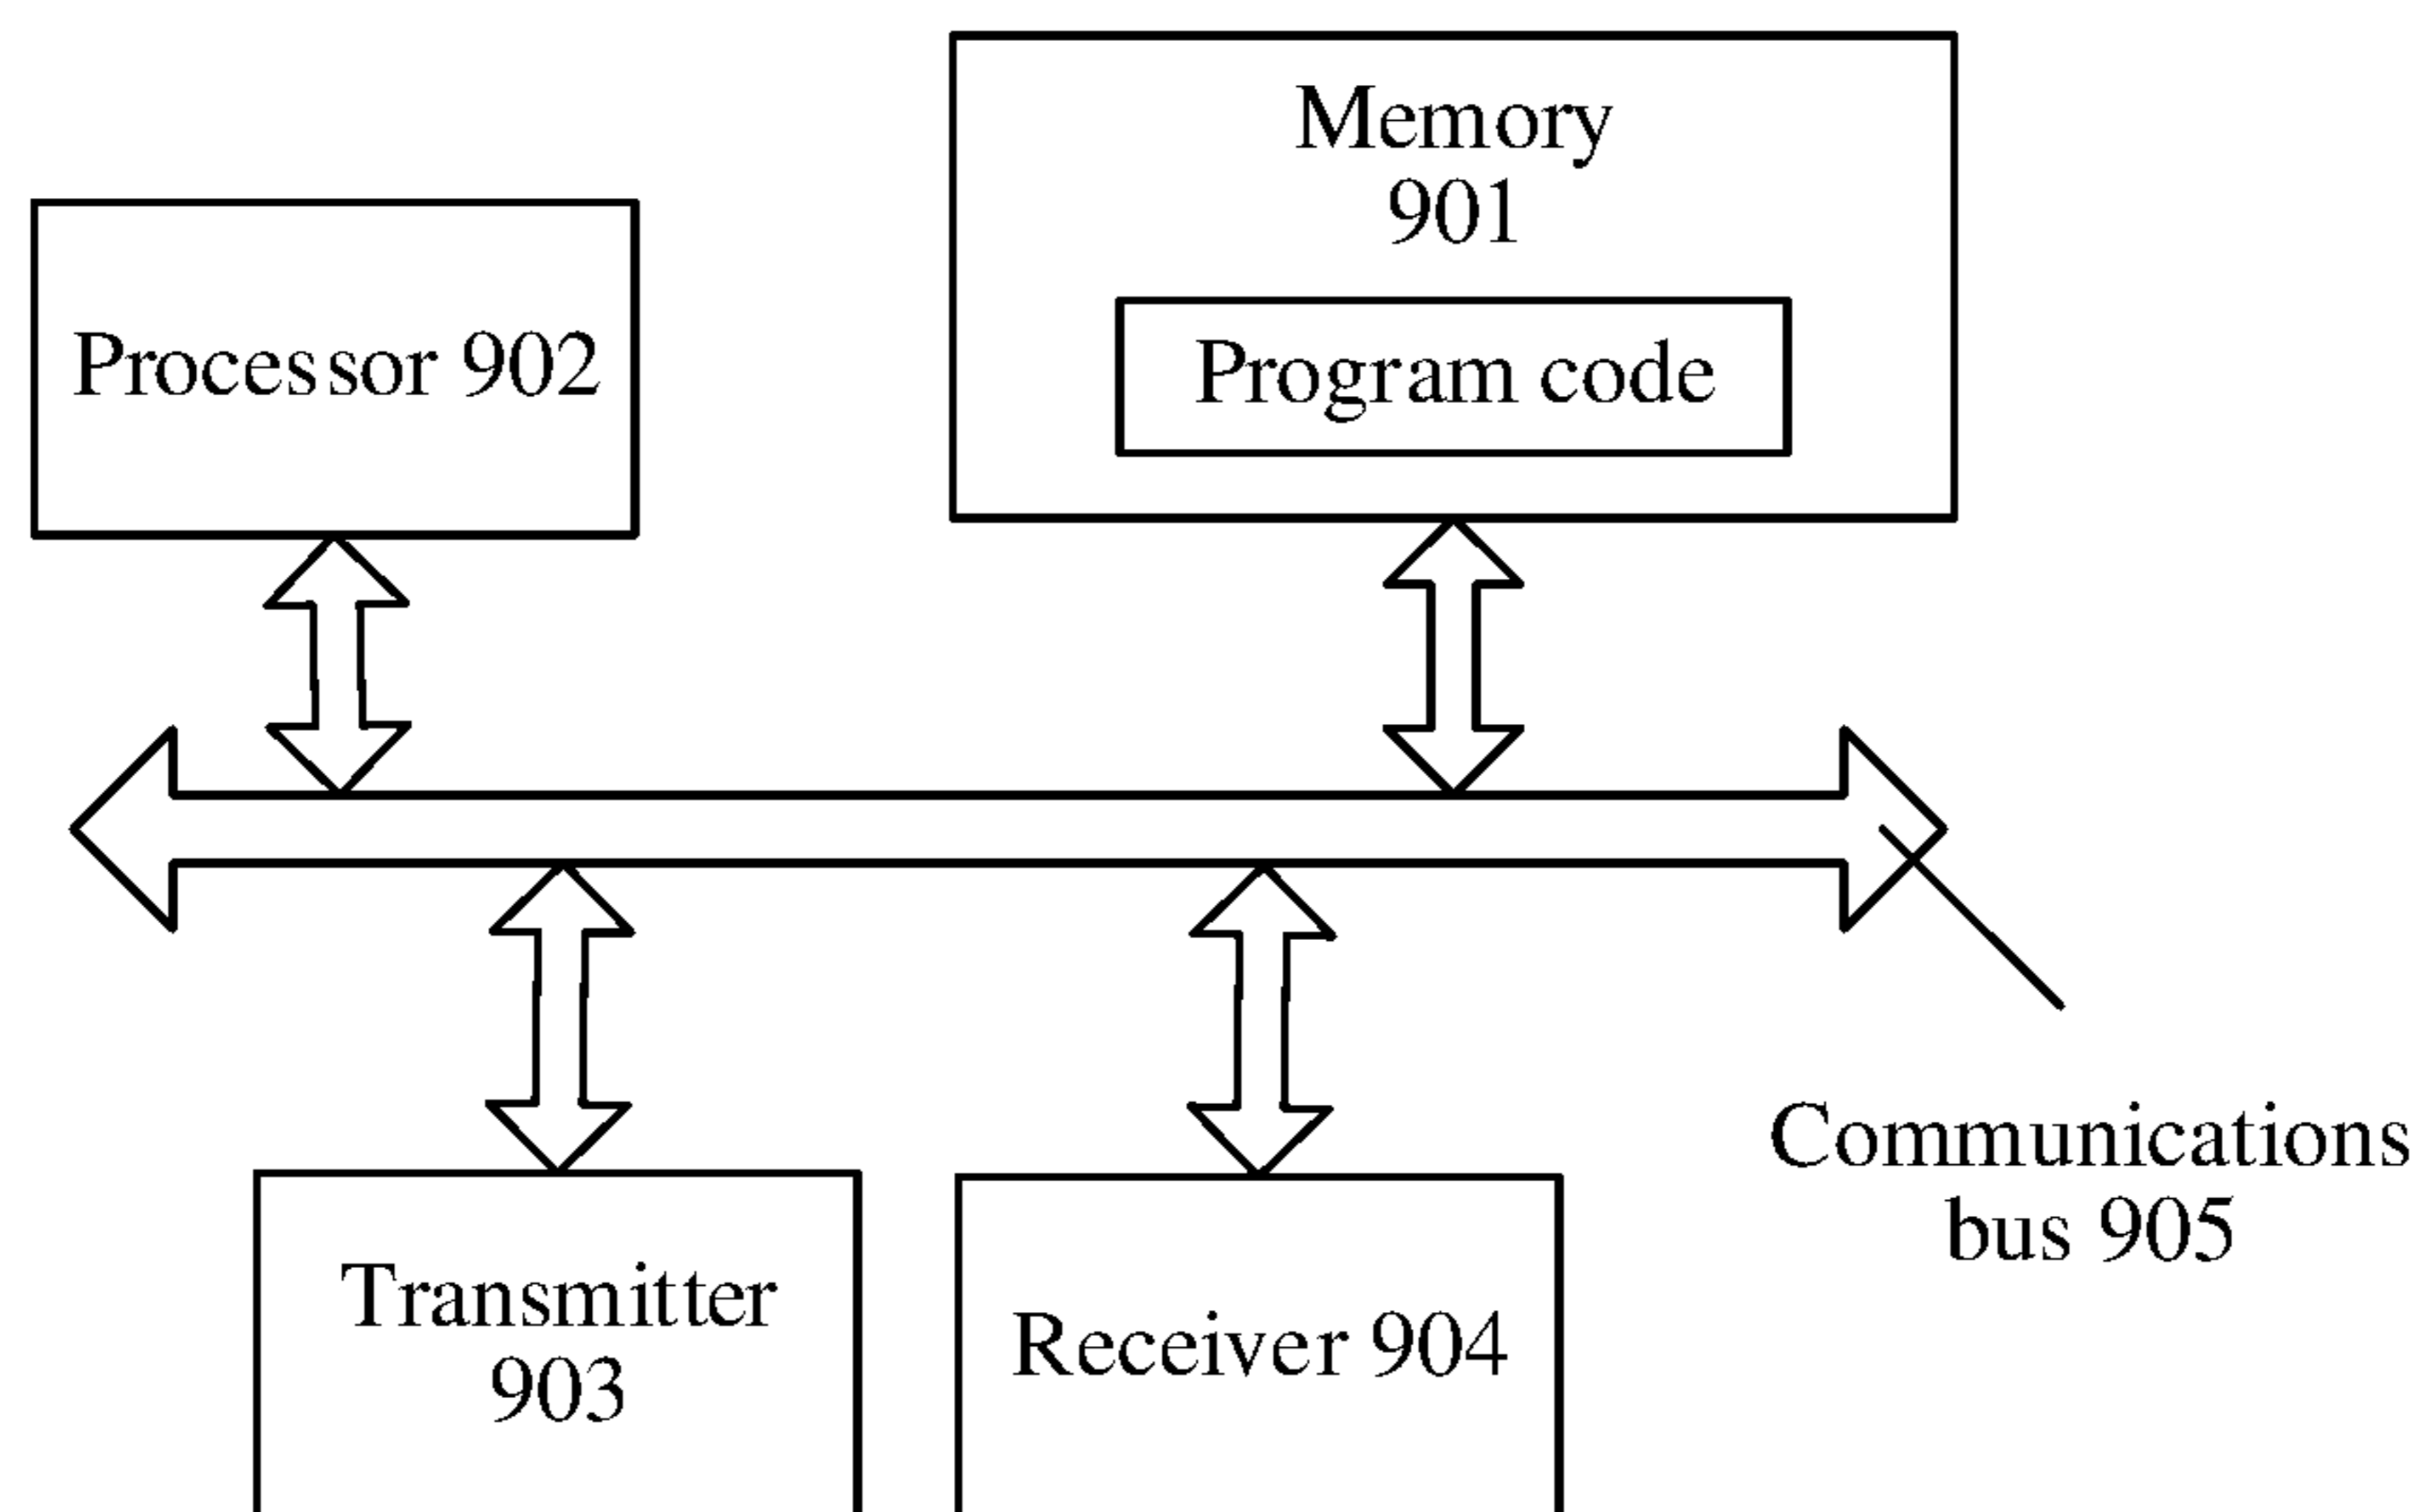 Memory
901
Processor 902
Program code
Communications
bus 905
Transmitter
903
Receiver 904